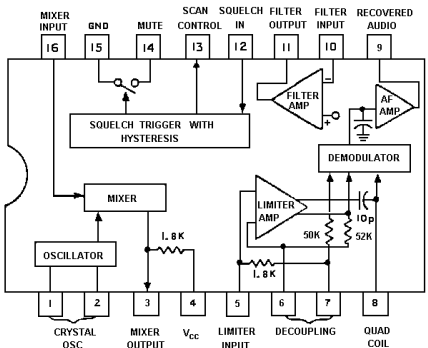 MIXER INPUT
GND
MUTE
SCAN CONTROL
SQUELCH IN
FILTER OUTPUT
FILTER INPUT
RECOVERED AUDIO
16
15
14
13
12
11
10
9
SQUELCH TRIGGER WITH
HYSTERESIS
FILTER
AMP
AF
AMP
DEMODULATOR
MIXER
LIMITER
AMP
10p
1.8K
50K
52K
OSCILLATOR
1.8K
1
2
3
4
5
6
7
8
CRYSTAL
OSC
MIXER
OUTPUT
VCC
LIMITER
INPUT
DECOUPLING
QUAD
COIL